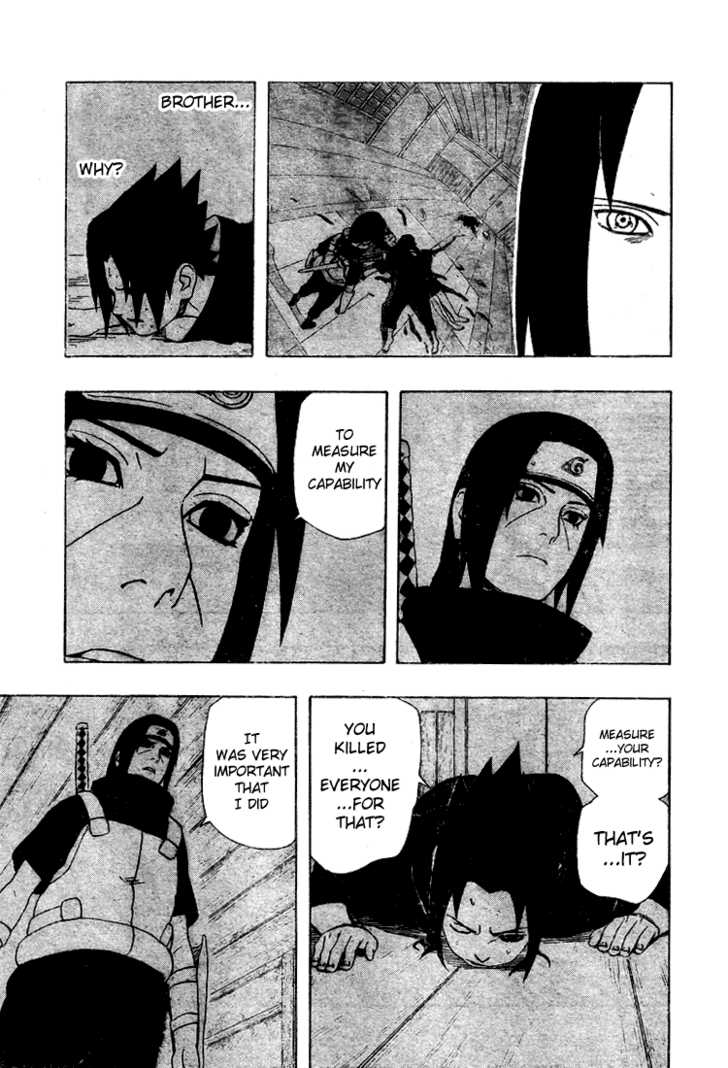 BROTHER...
WHY?
TO
MEASURE
MY
CAPABILITY
MEASURE
...YOUR
CAPABILITY?
THAT'S
...IT?
YOU
KILLED
...
EVERYONE
...FOR
THAT?
IT
WAS VERY
IMPORTANT
THAT
I DID